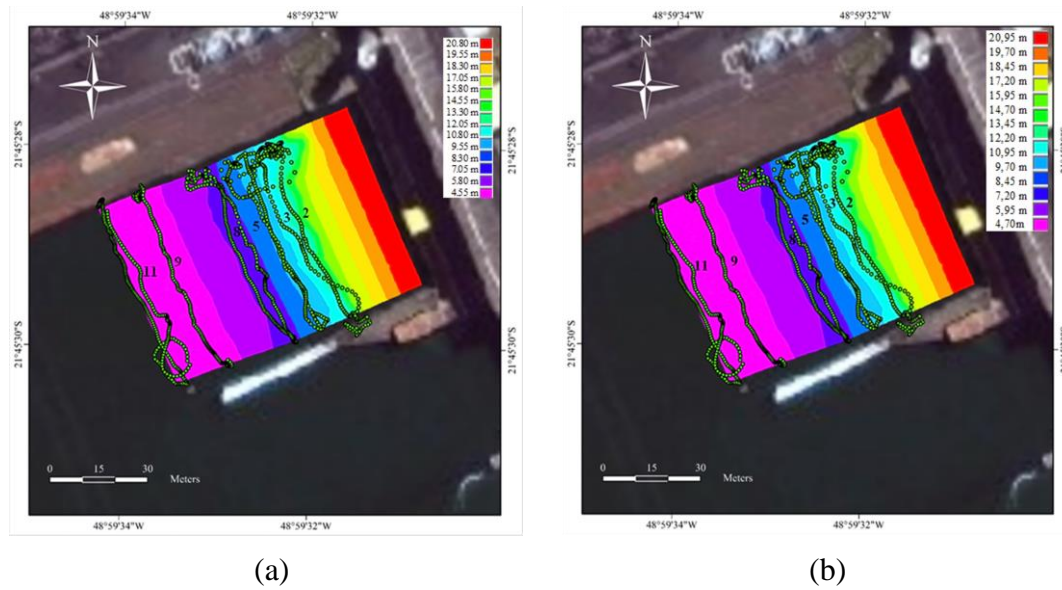 48°59'34"W 48°59'32"W
N
20.80 m
19.55 m
18.30 m
17.05 m
15.80 m
14.55 m
13.30 m
12.05 m
10.80 m
9.55 m
8.30 m
7.05 m
5.80 m
4.55 m
21°45'28"S
21°45'30"S
11 9 8 5 3 2
21°45'28"S
21°45'30"S
0 15 30
Meters
48°59'34"W 48°59'32"W
(a)
48°59'34"W 48°59'32"W
N
20,95 m
19,70 m
18,45 m
17,20 m
15,95 m
14,70 m
13,45 m
12,20 m
10,95 m
9,70 m
8,45 m
7,20 m
5,95 m
4,70m
21°45'28"S
21°45'30"S
11 9 8 5 3 2
0 15 30
Meters
48°59'34"W 48°59'32"W
(b)